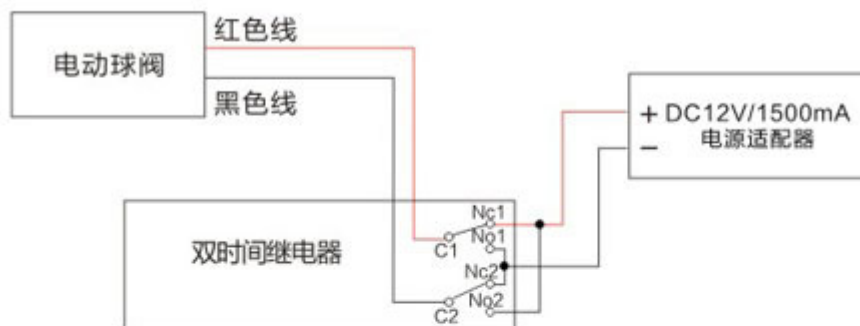 红色线
电动球阀
黑色线
+ DC12V/1500mA
− 电源适配器
Nc1
No1
C1
双时间继电器
Nc2
No2
C2